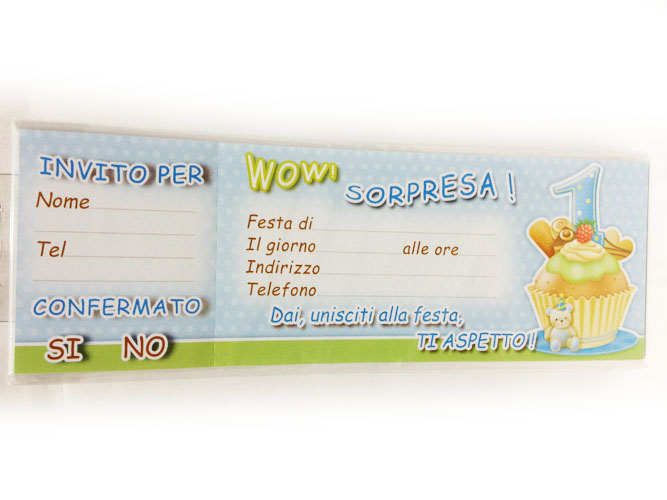 INVITO PER
Nome
Tel
CONFERMATO
SI NO
WOW!
SORPRESA!
Festa di
Il giorno alle ore
Indirizzo
Telefono
Dai, unisciti alla festa,
TI ASPETTO!
1